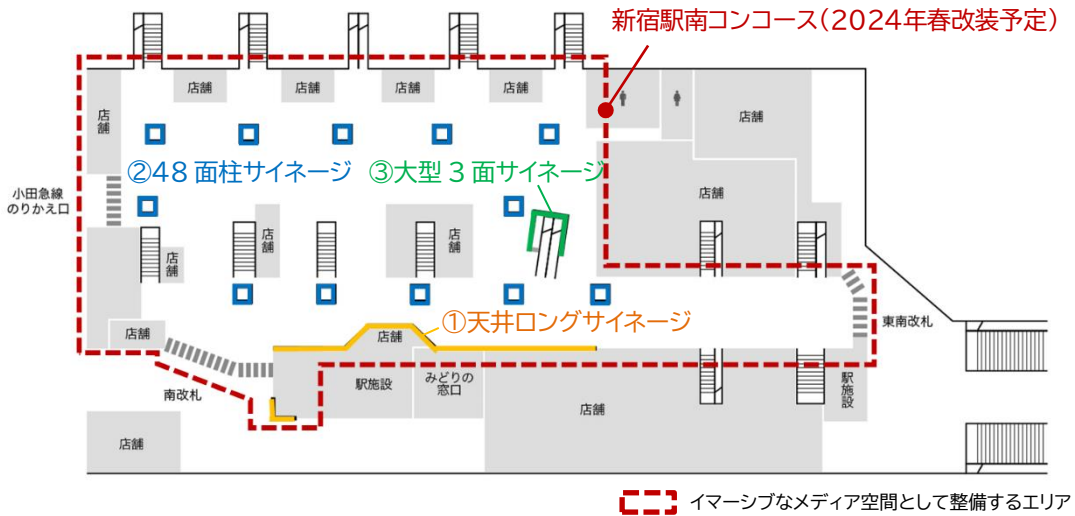 新宿駅南コンコース(2024年春改装予定)
店舗
店舗
店舗
店舗
店舗
店舗
②48 面柱サイネージ
③大型 3 面サイネージ
小田急線
のりかえ口
店舗
店舗
店舗
店舗
店舗
①天井ロングサイネージ
東南改札
店舗
店舗
南改札
駅施設
みどりの
窓口
駅施設
店舗
店舗
イマーシブなメディア空間として整備するエリア